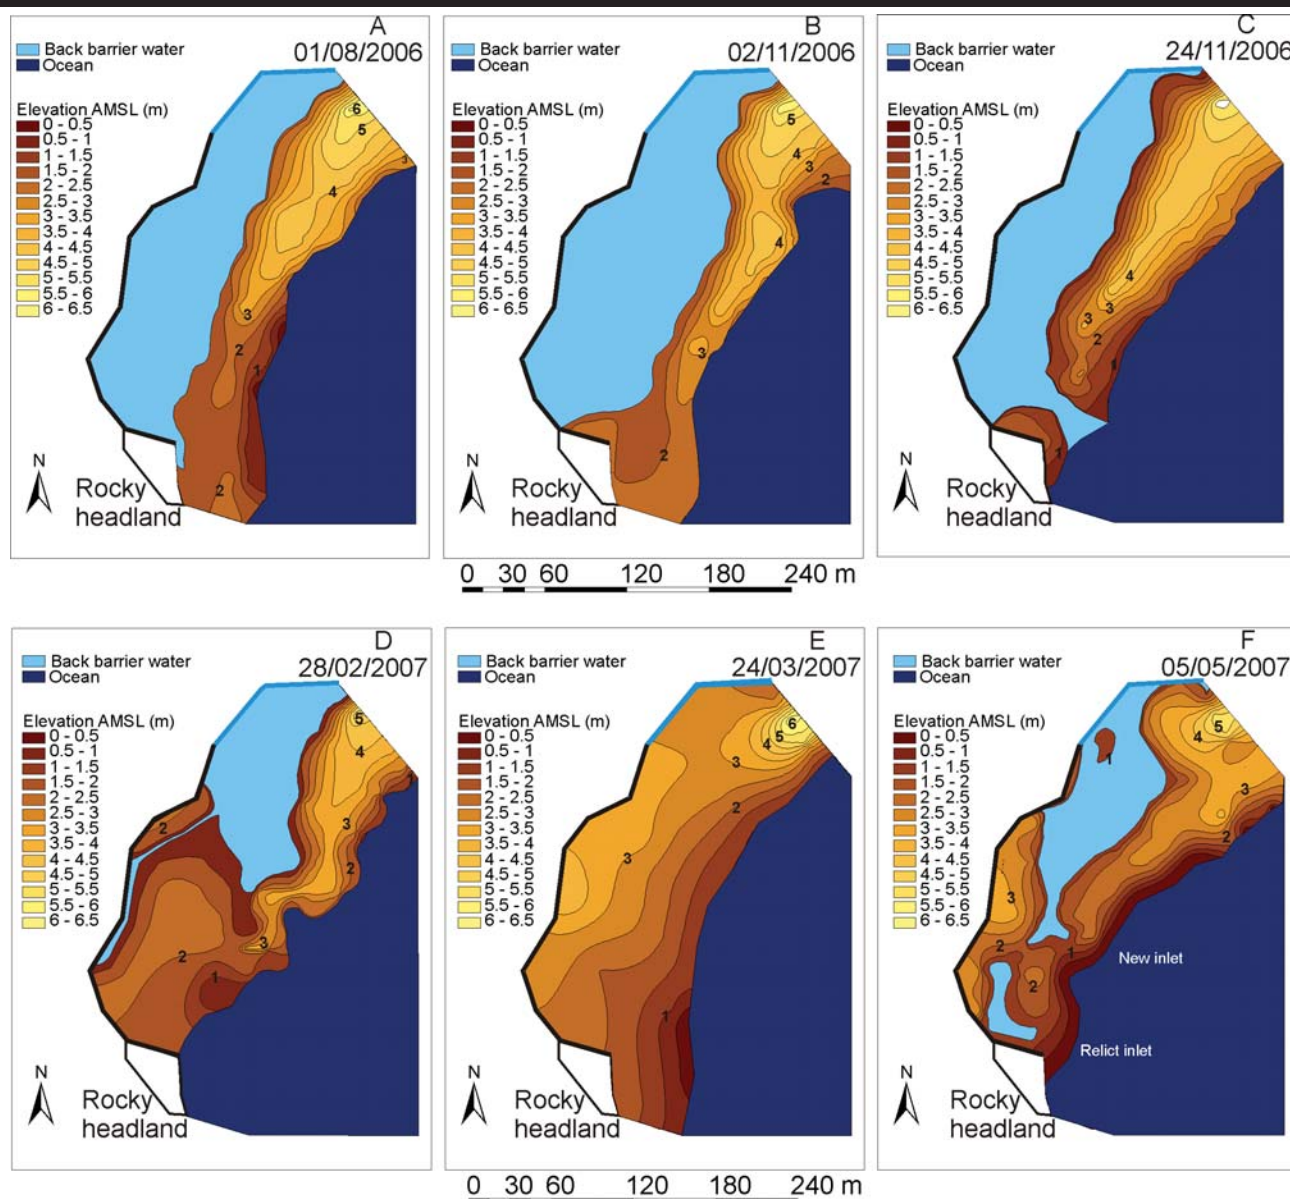 A
01/08/2006
Back barrier water
Ocean
Elevation AMSL (m)
0 - 0.5
0.5 - 1
1 - 1.5
1.5 - 2
2 - 2.5
2.5 - 3
3 - 3.5
3.5 - 4
4 - 4.5
4.5 - 5
5 - 5.5
5.5 - 6
6 - 6.5
6
5
3
4
3
2
1
2
N
Rocky
headland
B
02/11/2006
Back barrier water
Ocean
Elevation AMSL (m)
0 - 0.5
0.5 - 1
1 - 1.5
1.5 - 2
2 - 2.5
2.5 - 3
3 - 3.5
3.5 - 4
4 - 4.5
4.5 - 5
5 - 5.5
5.5 - 6
6 - 6.5
5
4
3
2
4
3
2
N
Rocky
headland
C
24/11/2006
Back barrier water
Ocean
Elevation AMSL (m)
0 - 0.5
0.5 - 1
1 - 1.5
1.5 - 2
2 - 2.5
2.5 - 3
3 - 3.5
3.5 - 4
4 - 4.5
4.5 - 5
5 - 5.5
5.5 - 6
6 - 6.5
4
3
3
2
1
1
N
Rocky
headland
0 30 60 120 180 240 m
D
28/02/2007
Back barrier water
Ocean
Elevation AMSL (m)
0 - 0.5
0.5 - 1
1 - 1.5
1.5 - 2
2 - 2.5
2.5 - 3
3 - 3.5
3.5 - 4
4 - 4.5
4.5 - 5
5 - 5.5
5.5 - 6
6 - 6.5
5
4
1
3
2
2
3
2
1
N
Rocky
headland
E
24/03/2007
Back barrier water
Ocean
Elevation AMSL (m)
0 - 0.5
0.5 - 1
1 - 1.5
1.5 - 2
2 - 2.5
2.5 - 3
3 - 3.5
3.5 - 4
4 - 4.5
4.5 - 5
5 - 5.5
5.5 - 6
6 - 6.5
6
5
4
3
2
3
1
N
Rocky
headland
F
05/05/2007
Back barrier water
Ocean
Elevation AMSL (m)
0 - 0.5
0.5 - 1
1 - 1.5
1.5 - 2
2 - 2.5
2.5 - 3
3 - 3.5
3.5 - 4
4 - 4.5
4.5 - 5
5 - 5.5
5.5 - 6
6 - 6.5
5
4
1
3
2
3
2
1
2
New inlet
Relict inlet
N
Rocky
headland
0 30 60 120 180 240 m